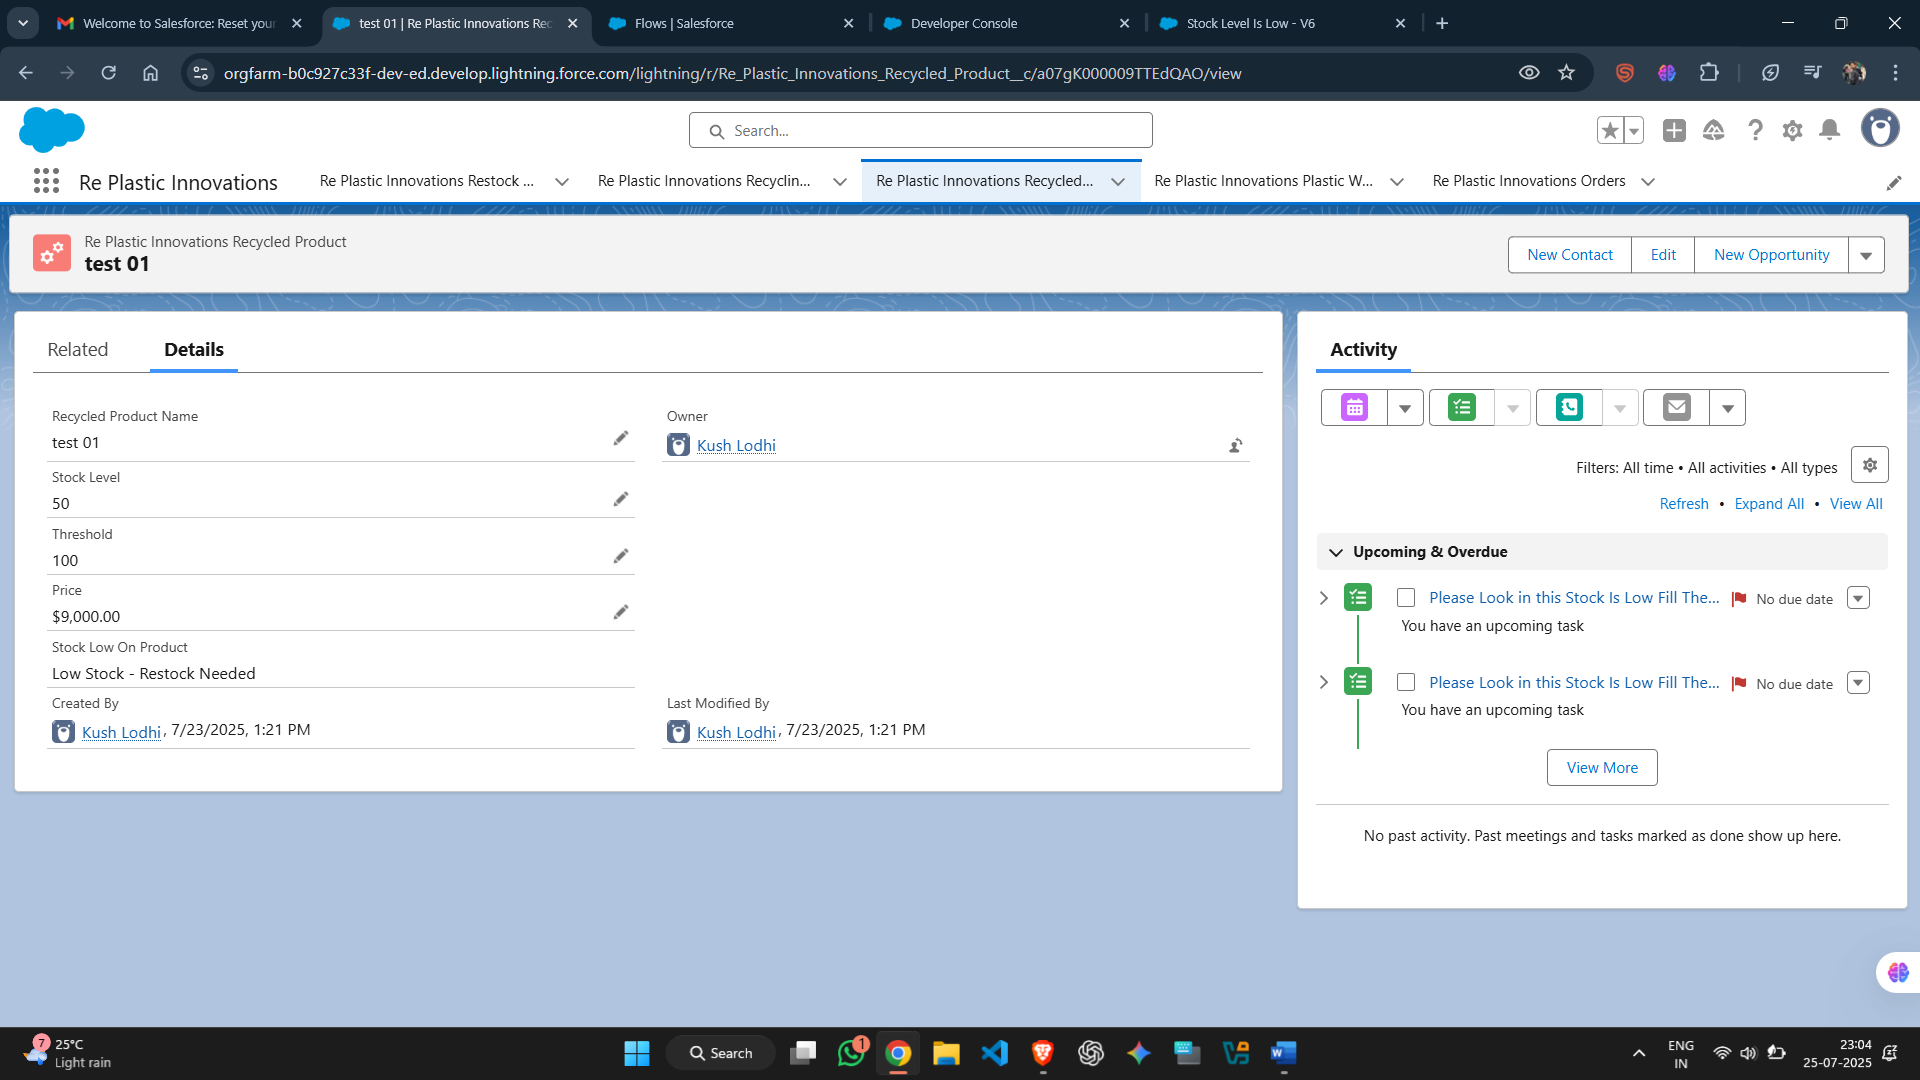 Welcome to Salesforce: Reset your
test 01 | Re Plastic Innovations Rec
Flows | Salesforce
Developer Console
Stock Level Is Low - V6
orgfarm-b0c927c33f-dev-ed.develop.lightning.force.com/lightning/r/Re_Plastic_Innovations_Recycled_Product__c/a07gK000009TTEdQAO/view
Search...
Re Plastic Innovations
Re Plastic Innovations Restock ...
Re Plastic Innovations Recyclin...
Re Plastic Innovations Recycled...
Re Plastic Innovations Plastic W...
Re Plastic Innovations Orders
Re Plastic Innovations Recycled Product
test 01
New Contact
Edit
New Opportunity
Related
Details
Recycled Product Name
test 01
Owner
Kush Lodhi
Stock Level
50
Threshold
100
Price
$9,000.00
Stock Low On Product
Low Stock - Restock Needed
Created By
Kush Lodhi, 7/23/2025, 1:21 PM
Last Modified By
Kush Lodhi, 7/23/2025, 1:21 PM
Activity
Filters: All time • All activities • All types
Refresh • Expand All • View All
Upcoming & Overdue
Please Look in this Stock Is Low Fill The... No due date
You have an upcoming task
Please Look in this Stock Is Low Fill The... No due date
You have an upcoming task
View More
No past activity. Past meetings and tasks marked as done show up here.
7
25°C
Light rain
Search
1
ENG
IN
23:04
25-07-2025